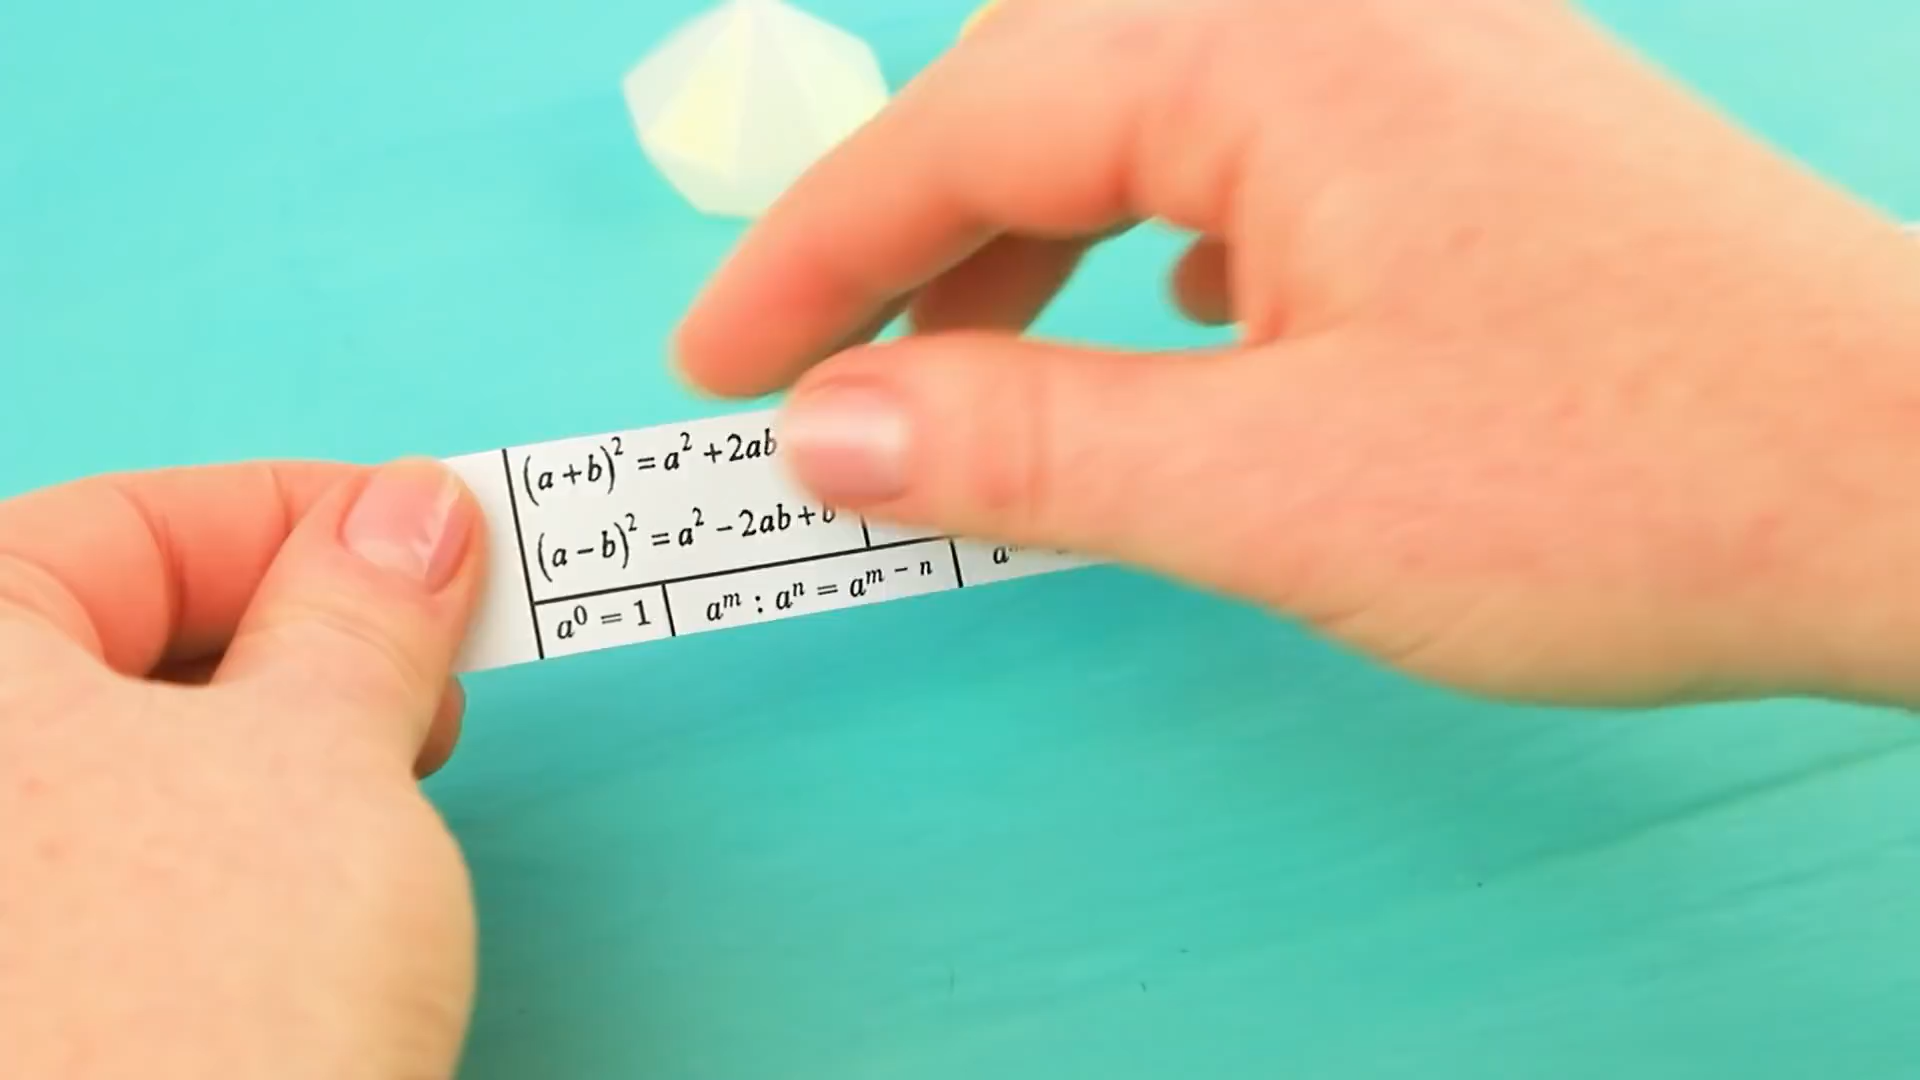 (a+b)² = a² + 2ab
(a−b)² = a² − 2ab + b
a⁰ = 1 aᵐ : aⁿ = aᵐ ⁻ ⁿ